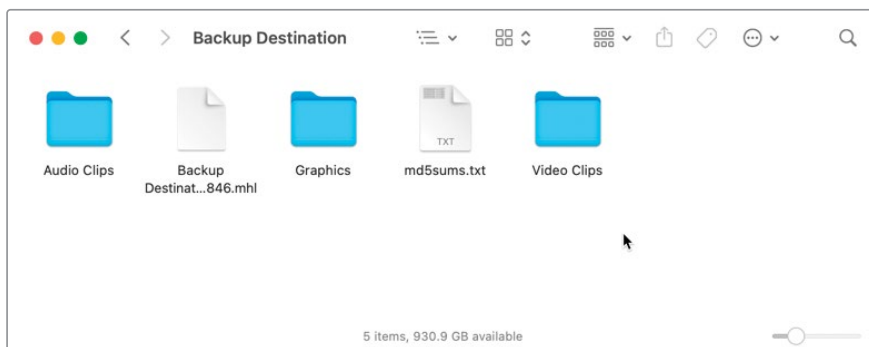 Backup Destination
Audio Clips
Backup
Destinat...846.mhl
Graphics
TXT
md5sums.txt
Video Clips
5 items, 930.9 GB available